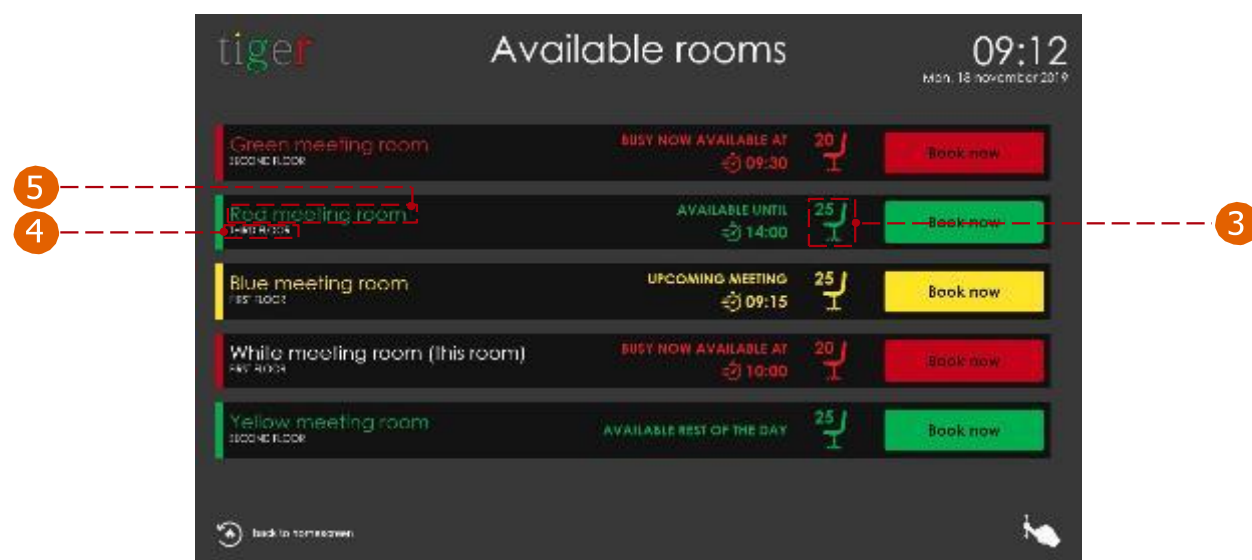 tiger
Available rooms
09:12
Mon, 18 november 2019
Green meeting room
SECOND FLOOR
BUSY NOW AVAILABLE AT
09:30
20
Book now
5
Red meeting room
4
THIRD FLOOR
AVAILABLE UNTIL
14:00
25
Book now
3
Blue meeting room
FIRST FLOOR
UPCOMING MEETING
09:15
25
Book now
White meeting room (this room)
FIRST FLOOR
BUSY NOW AVAILABLE AT
10:00
20
Book now
Yellow meeting room
SECOND FLOOR
AVAILABLE REST OF THE DAY
25
Book now
back to homescreen